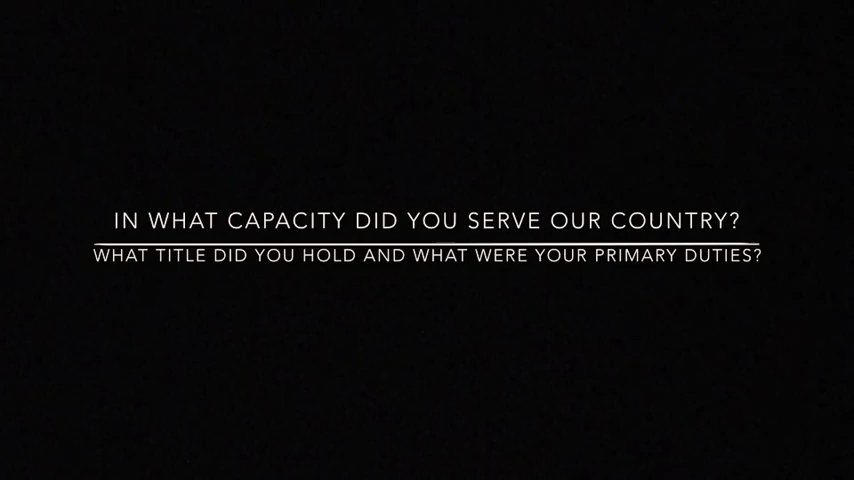 IN WHAT CAPACITY DID YOU SERVE OUR COUNTRY?
WHAT TITLE DID YOU HOLD AND WHAT WERE YOUR PRIMARY DUTIES?